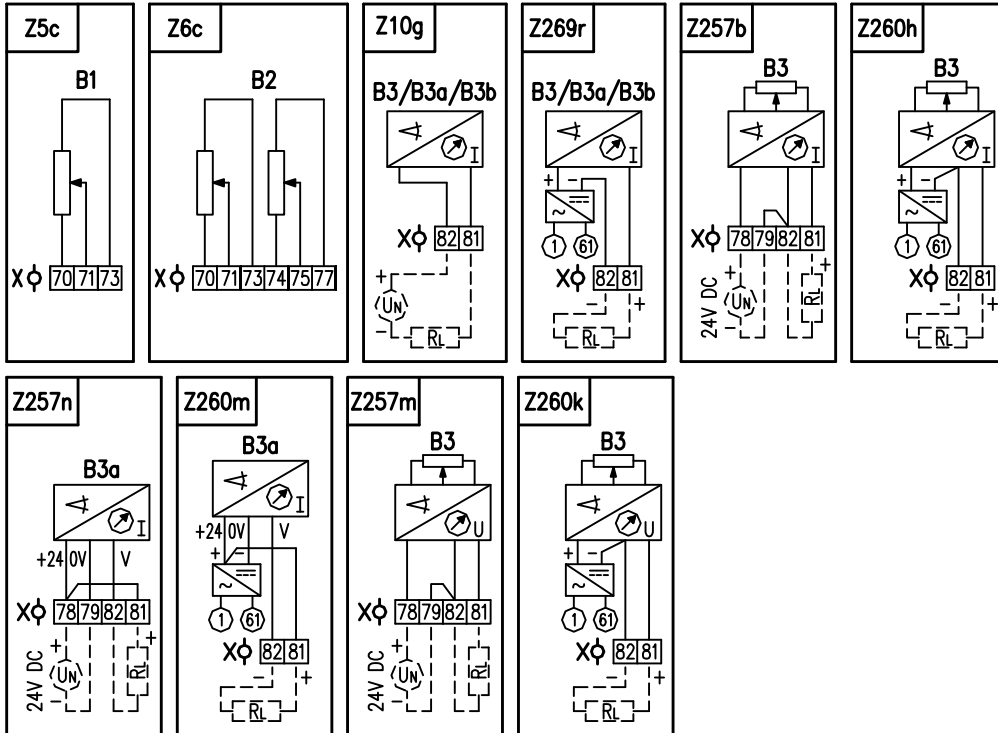 Z5c
B1
X 70 71 73
Z6c
B2
X 70 71 73 74 75 77
Z10g
B3/B3a/B3b
I
X 82 81
+
UN
-
RL
Z269r
B3/B3a/B3b
I
+ -
~
1 61
X 82 81
- +
RL
Z257b
B3
I
X 78 79 82 81
+ +
24V DC UN RL
-
Z260h
B3
I
+ -
~
1 61
X 82 81
- +
RL
Z257n
B3a
I
+24 0V V
X 78 79 82 81
+ +
24V DC UN RL
-
Z260m
B3a
I
+24 0V V
+ -
~
1 61
X 82 81
- +
RL
Z257m
B3
U
X 78 79 82 81
+ +
24V DC UN RL
-
Z260k
B3
U
+ -
~
1 61
X 82 81
- +
RL